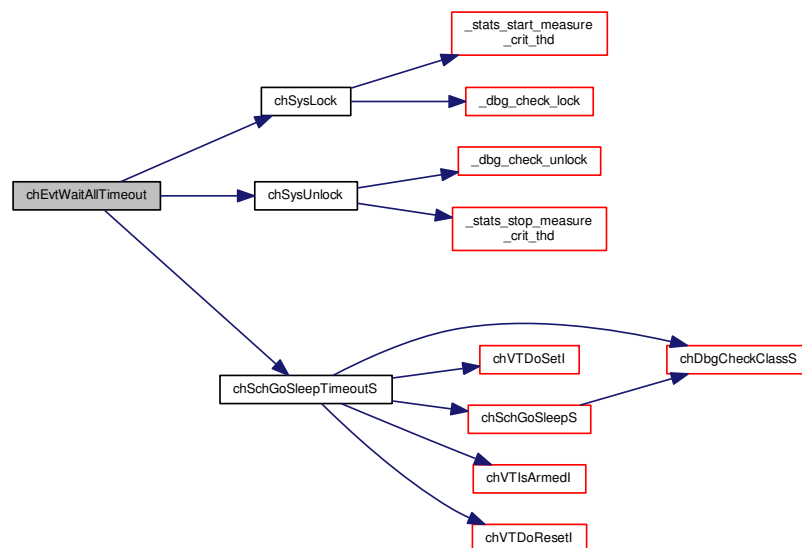 _stats_start_measure
_crit_thd
chSysLock
_dbg_check_lock
_dbg_check_unlock
chEvtWaitAllTimeout
chSysUnlock
_stats_stop_measure
_crit_thd
chVTDoSetI
chDbgCheckClassS
chSchGoSleepTimeoutS
chSchGoSleepS
chVTIsArmedI
chVTDoResetI